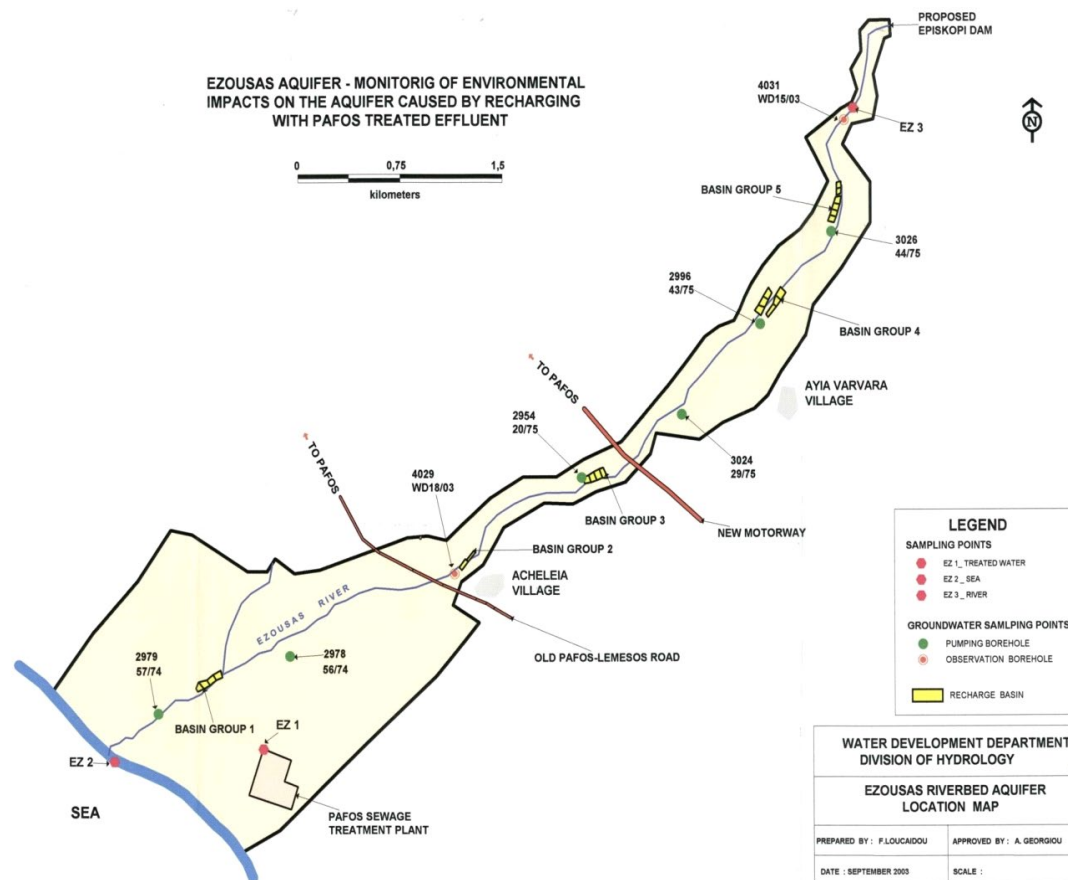 EZOUSAS AQUIFER - MONITORIG OF ENVIRONMENTAL
IMPACTS ON THE AQUIFER CAUSED BY RECHARGING
WITH PAFOS TREATED EFFLUENT
0 0,75 1,5
kilometers
PROPOSED
EPISKOPI DAM
4031
WD15/03
EZ 3
N
BASIN GROUP 5
3026
44/75
2996
43/75
BASIN GROUP 4
AYIA VARVARA
VILLAGE
TO PAFOS
2954
20/75
3024
29/75
TO PAFOS
4029
WD18/03
BASIN GROUP 3
NEW MOTORWAY
BASIN GROUP 2
ACHELEIA
VILLAGE
EZOUSAS RIVER
OLD PAFOS-LEMESOS ROAD
2979
57/74
2978
56/74
BASIN GROUP 1
EZ 1
EZ 2
SEA
PAFOS SEWAGE
TREATMENT PLANT
LEGEND
SAMPLING POINTS
EZ 1_ TREATED WATER
EZ 2 _ SEA
EZ 3 _ RIVER
GROUNDWATER SAMLPING POINTS
PUMPING BOREHOLE
OBSERVATION BOREHOLE
RECHARGE BASIN
WATER DEVELOPMENT DEPARTMENT
DIVISION OF HYDROLOGY
EZOUSAS RIVERBED AQUIFER
LOCATION MAP
PREPARED BY : F.LOUCAIDOU
APPROVED BY : A. GEORGIOU
DATE : SEPTEMBER 2003
SCALE :